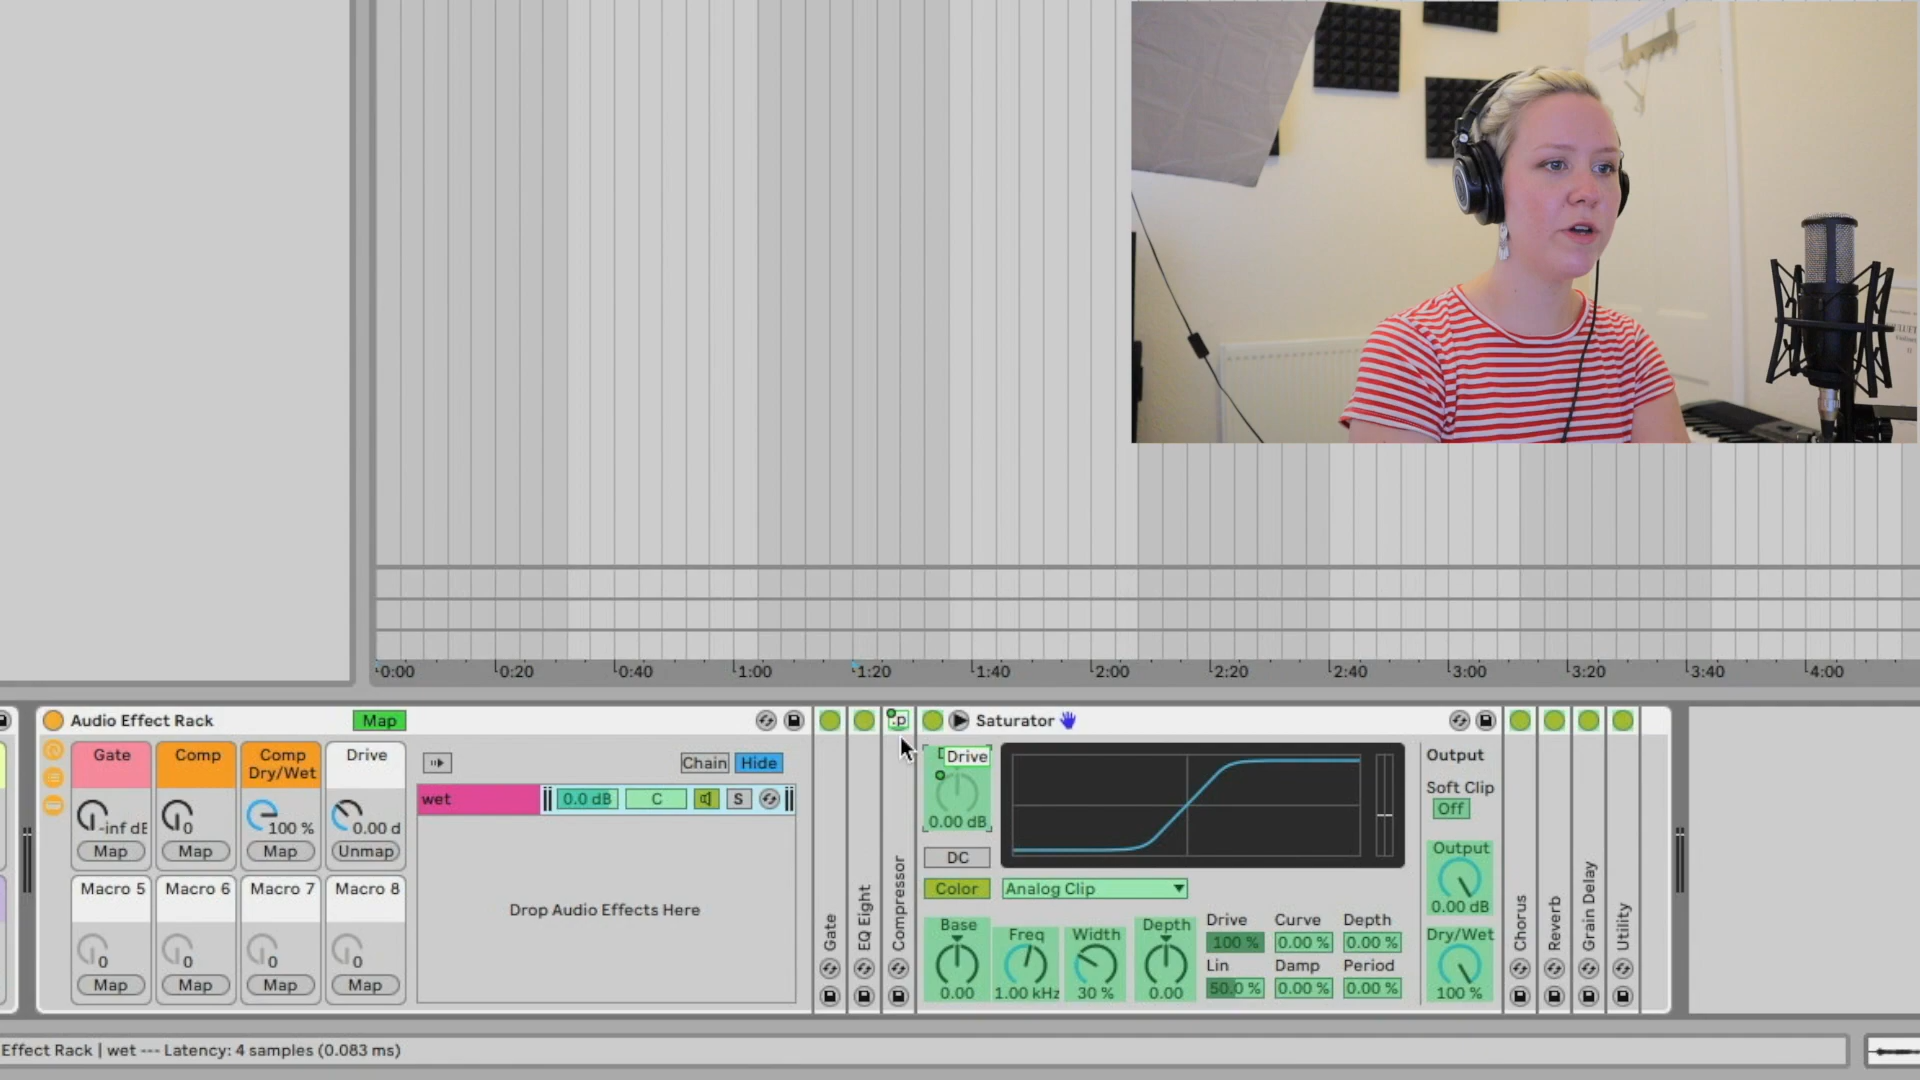 0:00 0:20 0:40 1:00 1:20 1:40 2:00 2:20 2:40 3:00 3:20 3:40 4:00
Audio Effect Rack Map
Gate Comp Comp Dry/Wet Drive
-inf dB 0 100 % 0.00 d
Map Map Map Unmap
Macro 5 Macro 6 Macro 7 Macro 8
0 0 0 0
Map Map Map Map
Chain Hide
wet 0.0 dB C S
Drop Audio Effects Here
Gate
EQ Eight
Compressor
Saturator
Drive
0.00 dB
DC
Color Analog Clip
Base Freq Width Depth
0.00 1.00 kHz 30 % 0.00
Drive Curve Depth
100 % 0.00 % 0.00 %
Lin Damp Period
50.0 % 0.00 % 0.00 %
Output
Soft Clip
Off
Output
0.00 dB
Dry/Wet
100 %
Chorus
Reverb
Grain Delay
Utility
Effect Rack | wet --- Latency: 4 samples (0.083 ms)